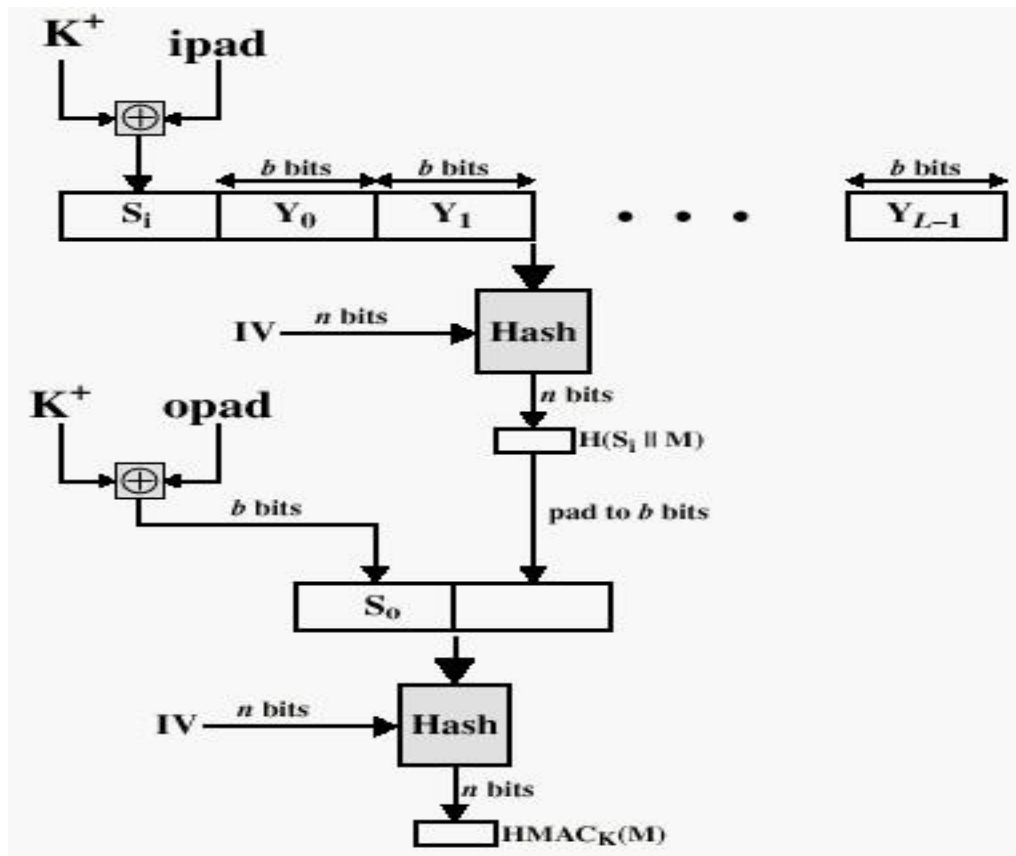 K+ ipad
⊕
b bits b bits b bits
Si Y0 Y1 • • • YL−1
IV n bits Hash
n bits
K+ opad
H(Si || M)
⊕
b bits pad to b bits
So
IV n bits Hash
n bits
HMACK(M)